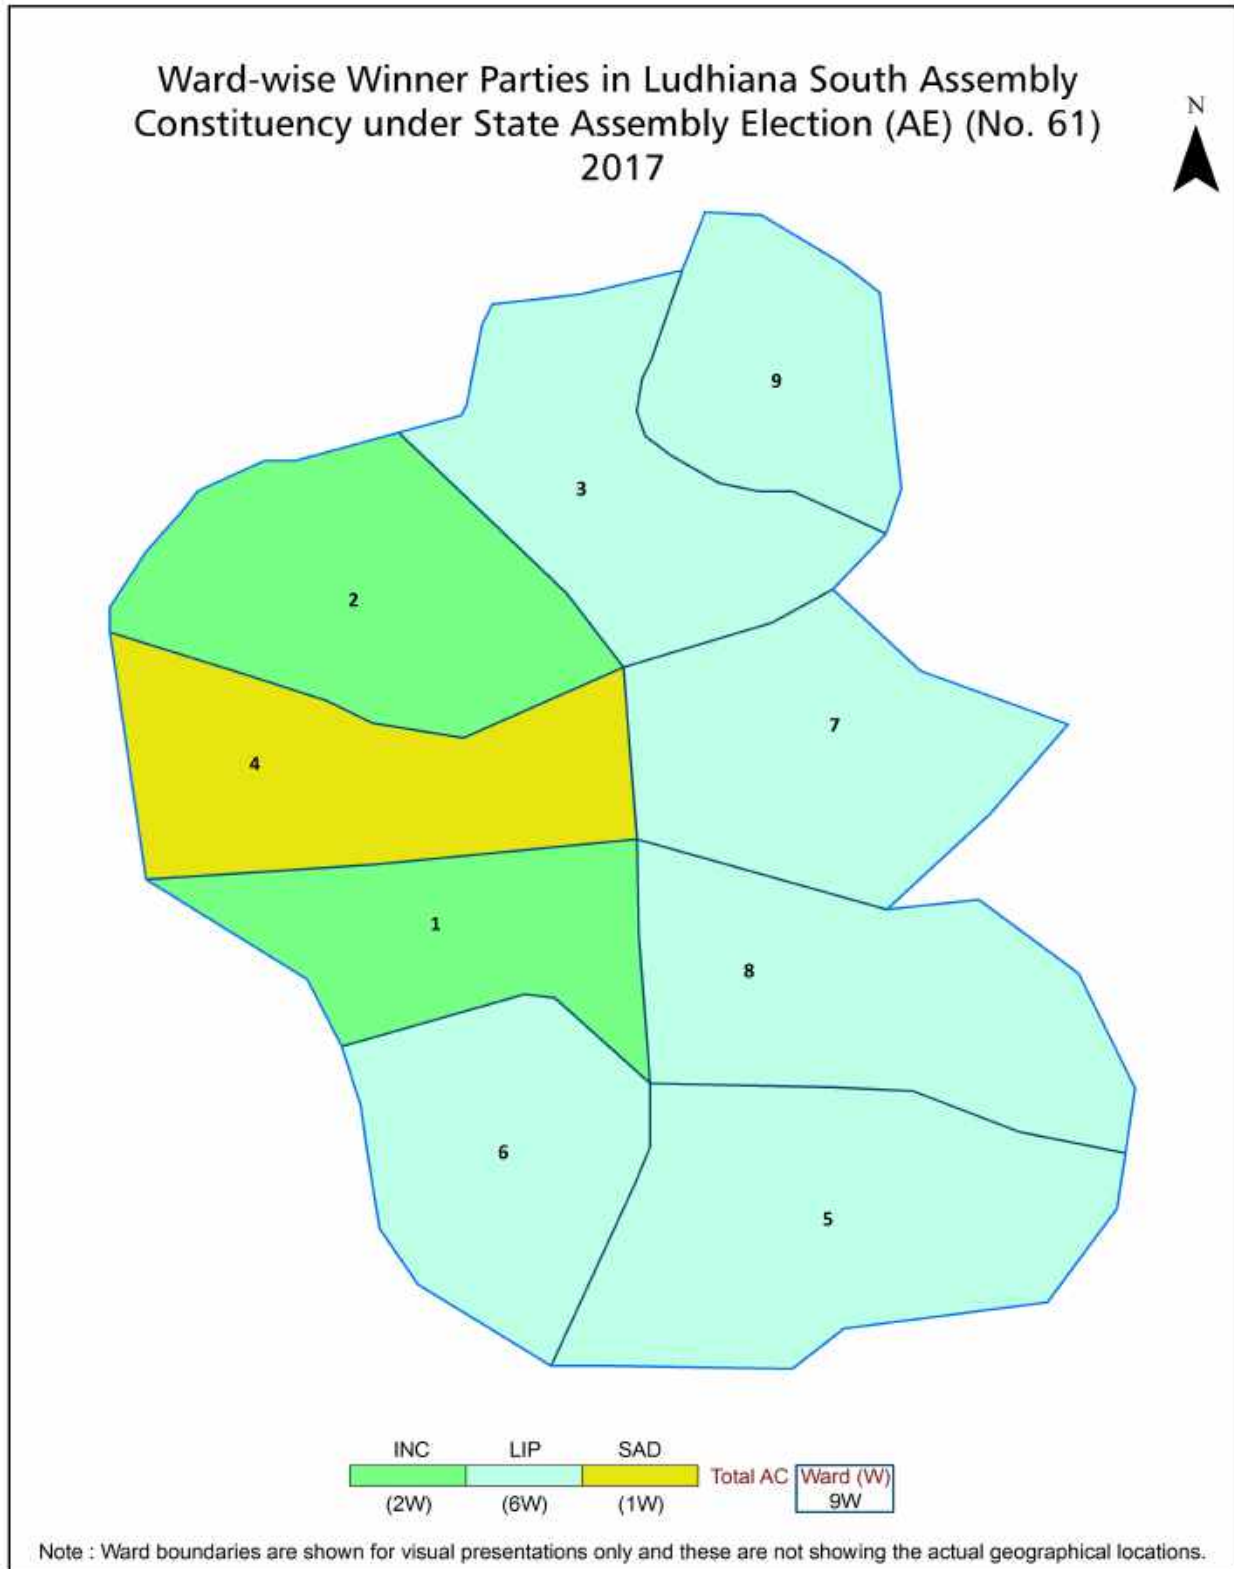 Ward-wise Winner Parties in Ludhiana South Assembly
Constituency under State Assembly Election (AE) (No. 61)
2017
N
9
3
2
7
4
1
8
6
5
INC LIP SAD
Total AC Ward (W)
(2W) (6W) (1W) 9W
Note : Ward boundaries are shown for visual presentations only and these are not showing the actual geographical locations.